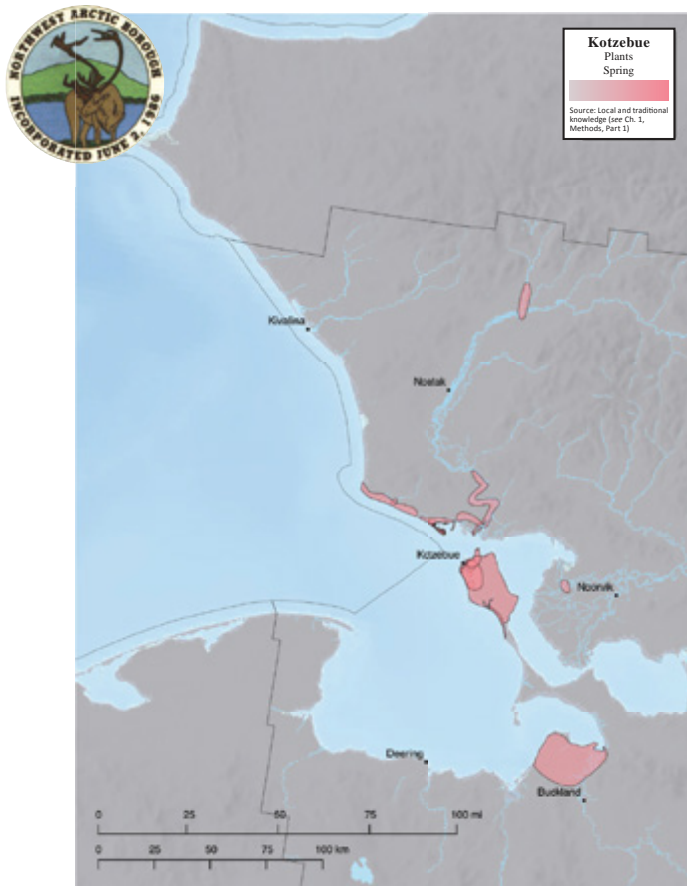 NORTHWEST ARCTIC BOROUGH
INCORPORATED JUNE 2, 1986
Kotzebue
Plants
Spring
Source: Local and traditional
knowledge (see Ch. 1,
Methods, Part 1)
Kivalina
Noatak
Kotzebue
Noorvik
Deering
Buckland
0 25 50 75 100 mi
0 25 50 75 100 km